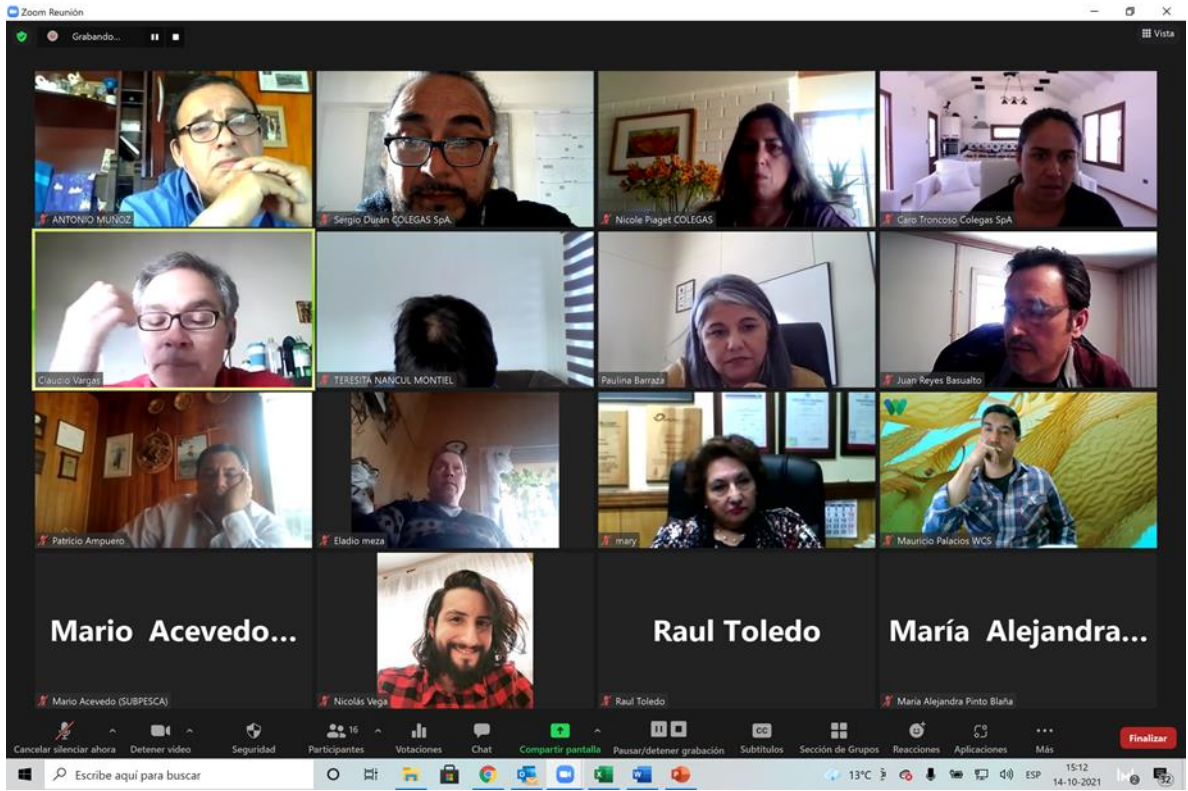 Zoom Reunión
Grabando...
Vista
ANTONIO MUÑOZ
Sergio Durán COLEGAS SpA.
Nicole Piaget COLEGAS
Caro Troncoso Colegas SpA
Claudio Vargas
TERESITA NANCUL MONTIEL
Paulina Barraza
Juan Reyes Basualto
Patricio Ampuero
Eladio meza
mary
Mauricio Palacios WCS
Mario Acevedo...
Raul Toledo
María Alejandra...
Mario Acevedo (SUBPESCA)
Nicolás Vega
Raul Toledo
María Alejandra Pinto Blaña
Cancelar silenciar ahora
Detener video
Seguridad
16
Participantes
Votaciones
Chat
Compartir pantalla
Pausar/detener grabación
CC
Subtítulos
Sección de Grupos
Reacciones
Aplicaciones
Más
Finalizar
Escribe aquí para buscar
13°C
ESP
15:12
14-10-2021
2
32